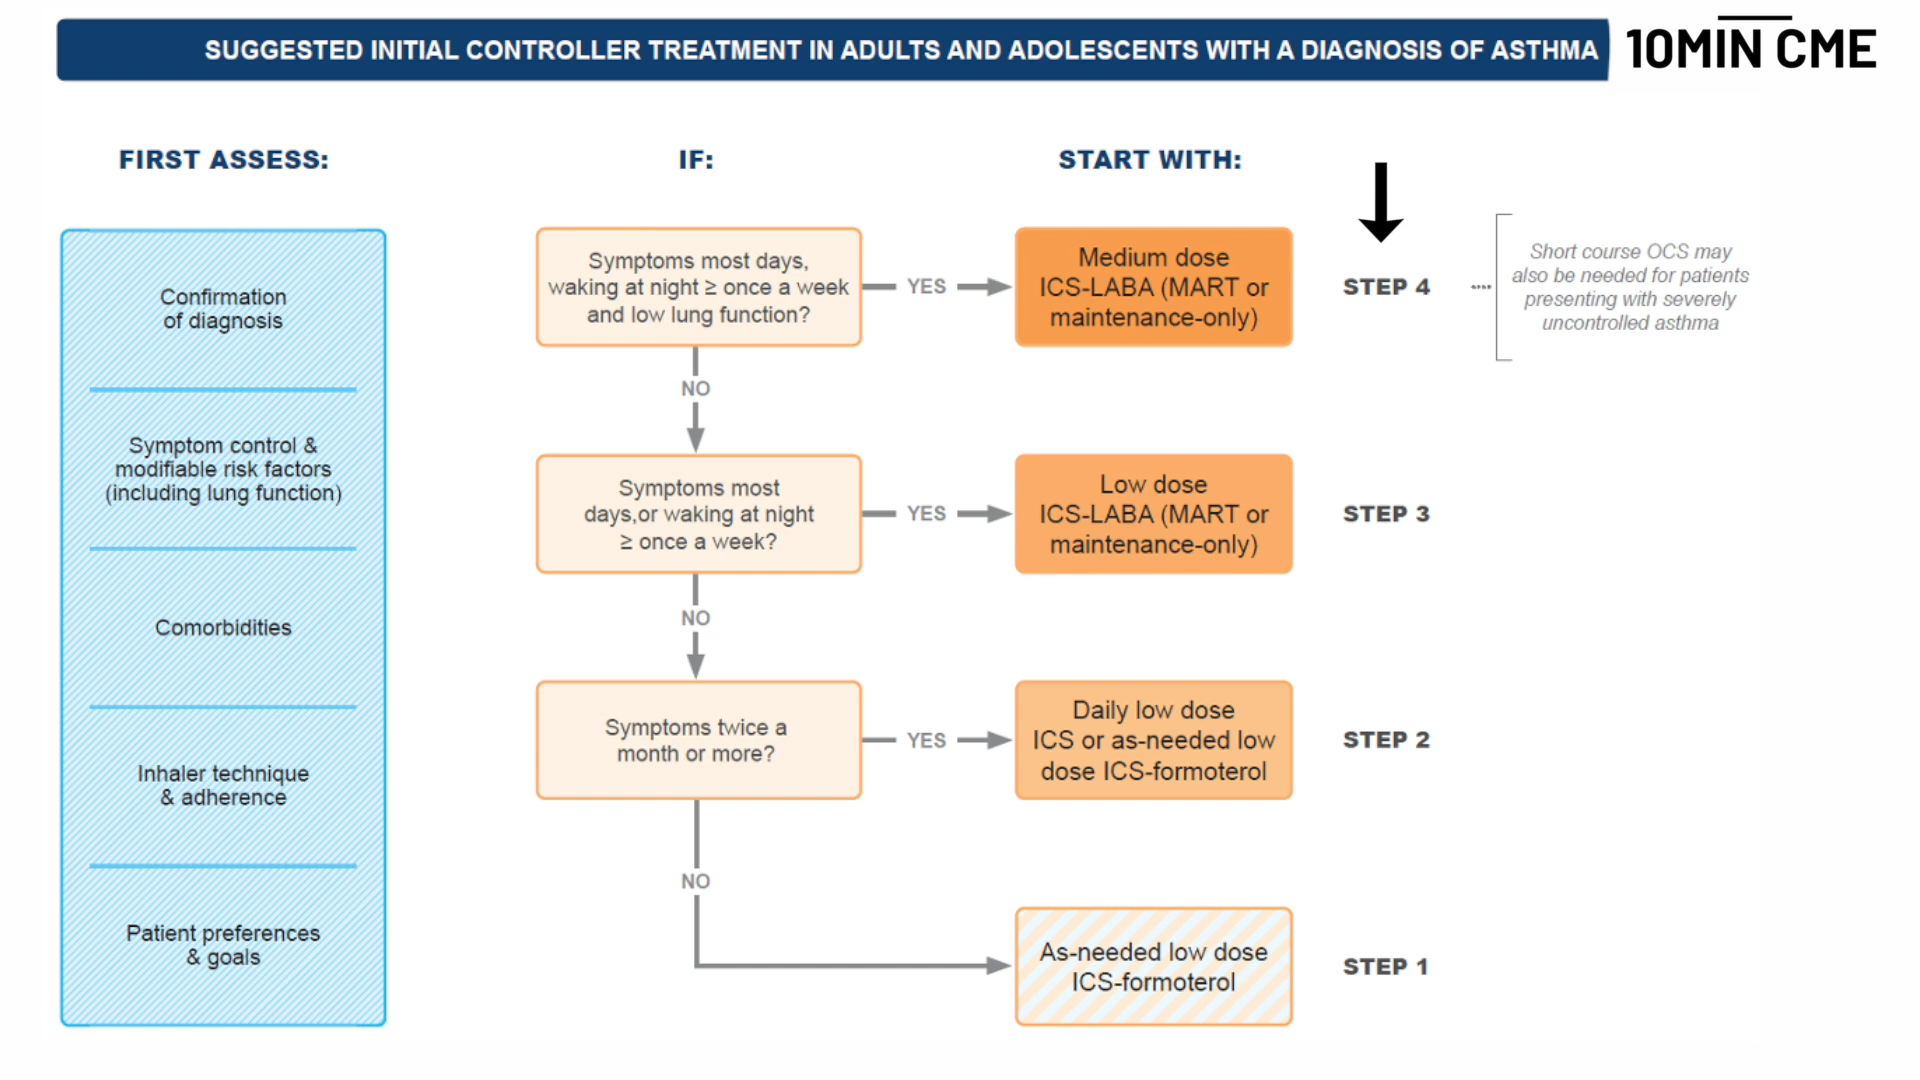 SUGGESTED INITIAL CONTROLLER TREATMENT IN ADULTS AND ADOLESCENTS WITH A DIAGNOSIS OF ASTHMA
10MIN CME
FIRST ASSESS:
IF:
START WITH:
Confirmation
of diagnosis
Symptom control &
modifiable risk factors
(including lung function)
Comorbidities
Inhaler technique
& adherence
Patient preferences
& goals
Symptoms most days,
waking at night ≥ once a week
and low lung function?
YES
Medium dose
ICS-LABA (MART or
maintenance-only)
STEP 4
Short course OCS may
also be needed for patients
presenting with severely
uncontrolled asthma
NO
Symptoms most
days,or waking at night
≥ once a week?
YES
Low dose
ICS-LABA (MART or
maintenance-only)
STEP 3
NO
Symptoms twice a
month or more?
YES
Daily low dose
ICS or as-needed low
dose ICS-formoterol
STEP 2
NO
As-needed low dose
ICS-formoterol
STEP 1